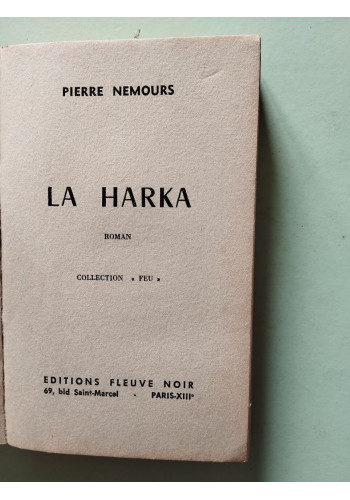 PIERRE NEMOURS
LA HARKA
ROMAN
COLLECTION « FEU »
EDITIONS FLEUVE NOIR
69, bld Saint-Marcel - PARIS-XIIIe